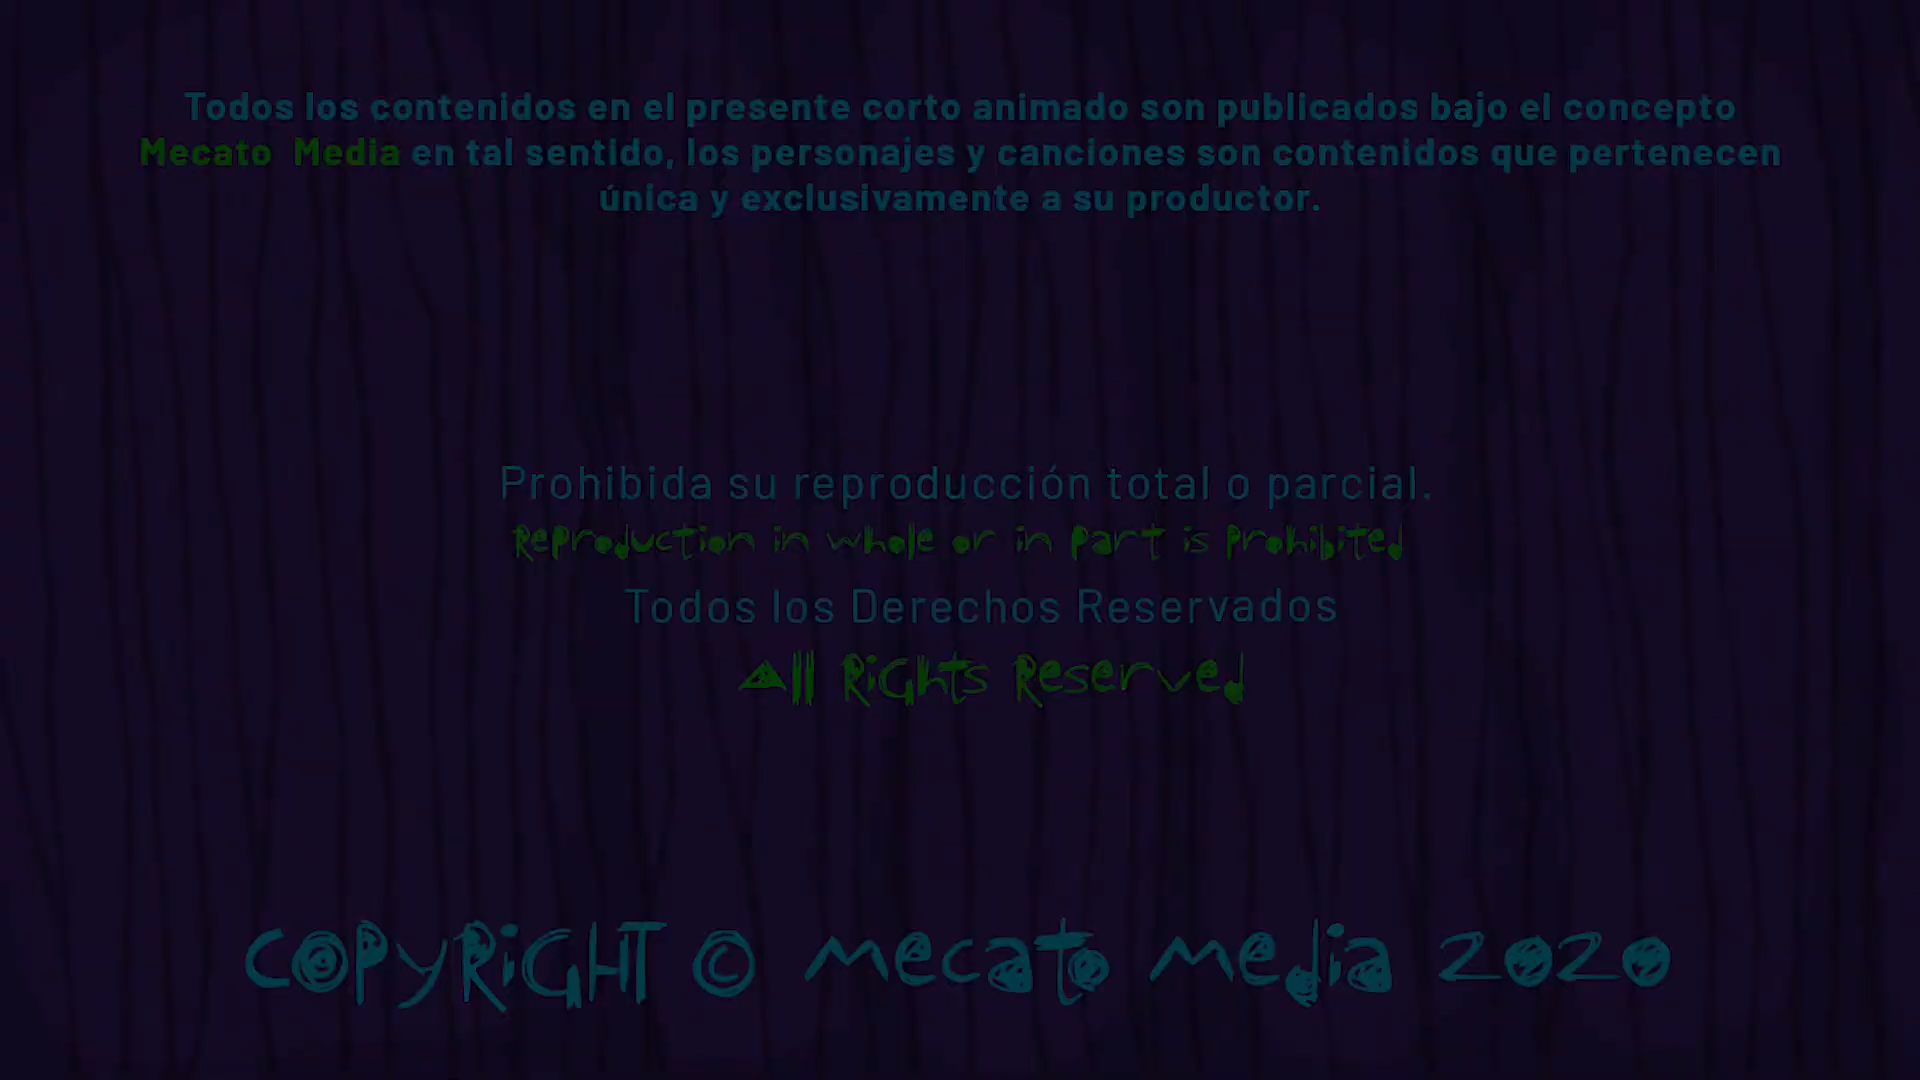 Todos los contenidos en el presente corto animado son publicados bajo el concepto
Mecato Media en tal sentido, los personajes y canciones son contenidos que pertenecen
única y exclusivamente a su productor.
Prohibida su reproducción total o parcial.
Reproduction in whole or in part is prohibited
Todos los Derechos Reservados
All Rights Reserved
COPYRIGHT © mecato media 2020